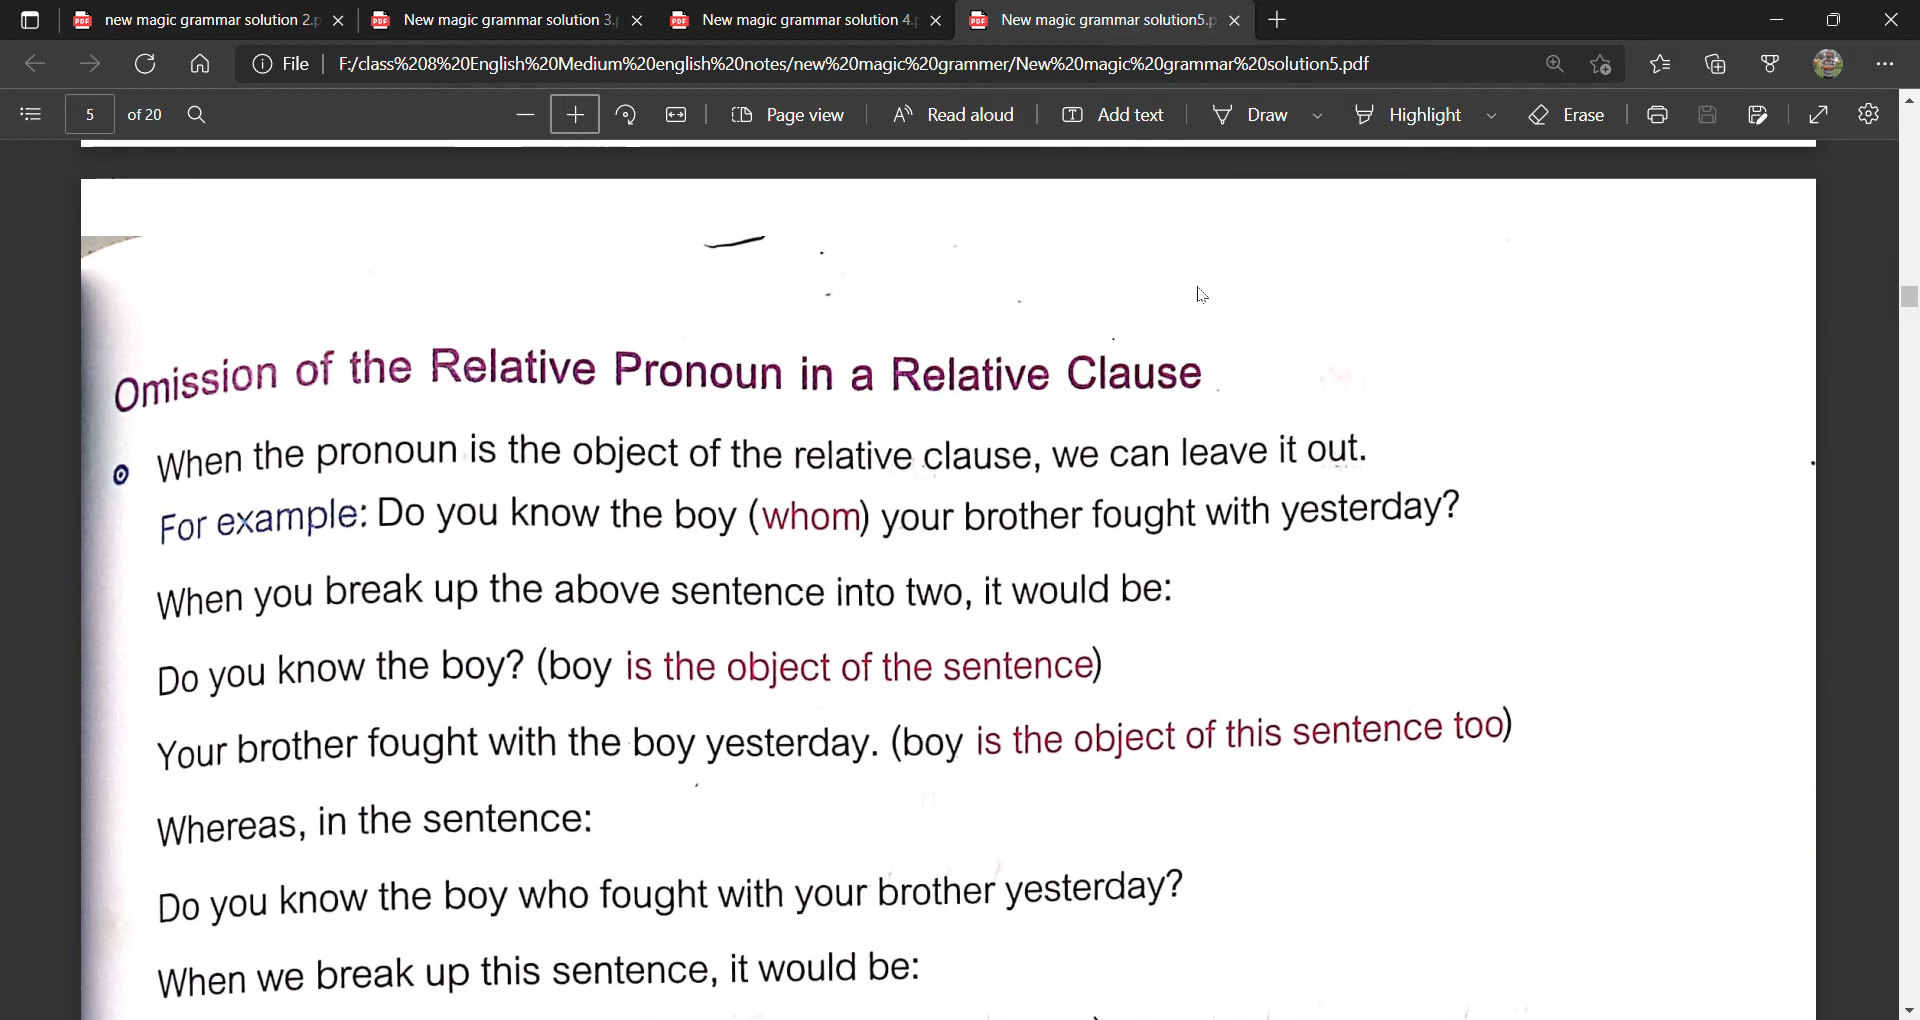 new magic grammar solution 2.p
New magic grammar solution 3.p
New magic grammar solution 4.p
New magic grammar solution5.p
File
F:/class%208%20English%20Medium%20english%20notes/new%20magic%20grammer/New%20magic%20grammar%20solution5.pdf
5 of 20
Page view
Read aloud
Add text
Draw
Highlight
Erase
Omission of the Relative Pronoun in a Relative Clause
When the pronoun is the object of the relative clause, we can leave it out.
For example: Do you know the boy (whom) your brother fought with yesterday?
When you break up the above sentence into two, it would be:
Do you know the boy? (boy is the object of the sentence)
Your brother fought with the boy yesterday. (boy is the object of this sentence too)
Whereas, in the sentence:
Do you know the boy who fought with your brother yesterday?
When we break up this sentence, it would be: